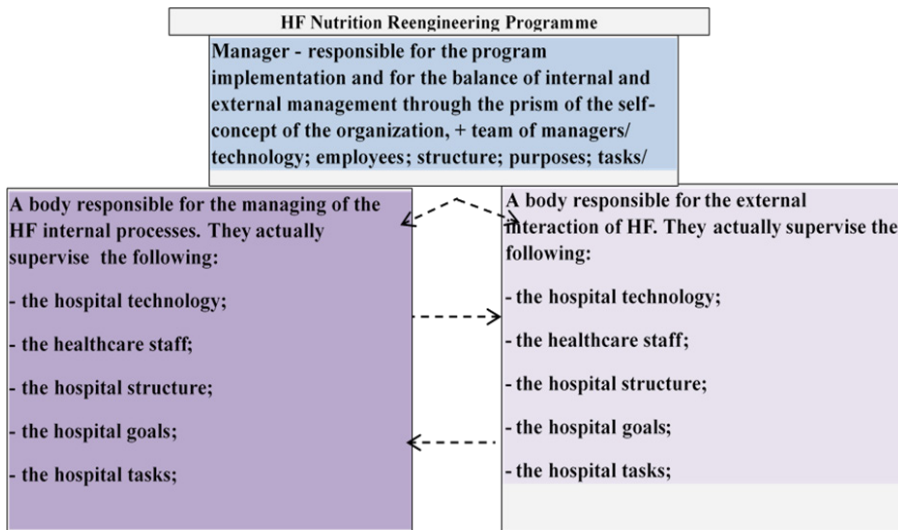 HF Nutrition Reengineering Programme
Manager - responsible for the program
implementation and for the balance of internal and
external management through the prism of the self-
concept of the organization, + team of managers/
technology; employees; structure; purposes; tasks/
A body responsible for the managing of the
HF internal processes. They actually
supervise the following:
- the hospital technology;
- the healthcare staff;
- the hospital structure;
- the hospital goals;
- the hospital tasks;
A body responsible for the external
interaction of HF. They actually supervise the
following:
- the hospital technology;
- the healthcare staff;
- the hospital structure;
- the hospital goals;
- the hospital tasks;